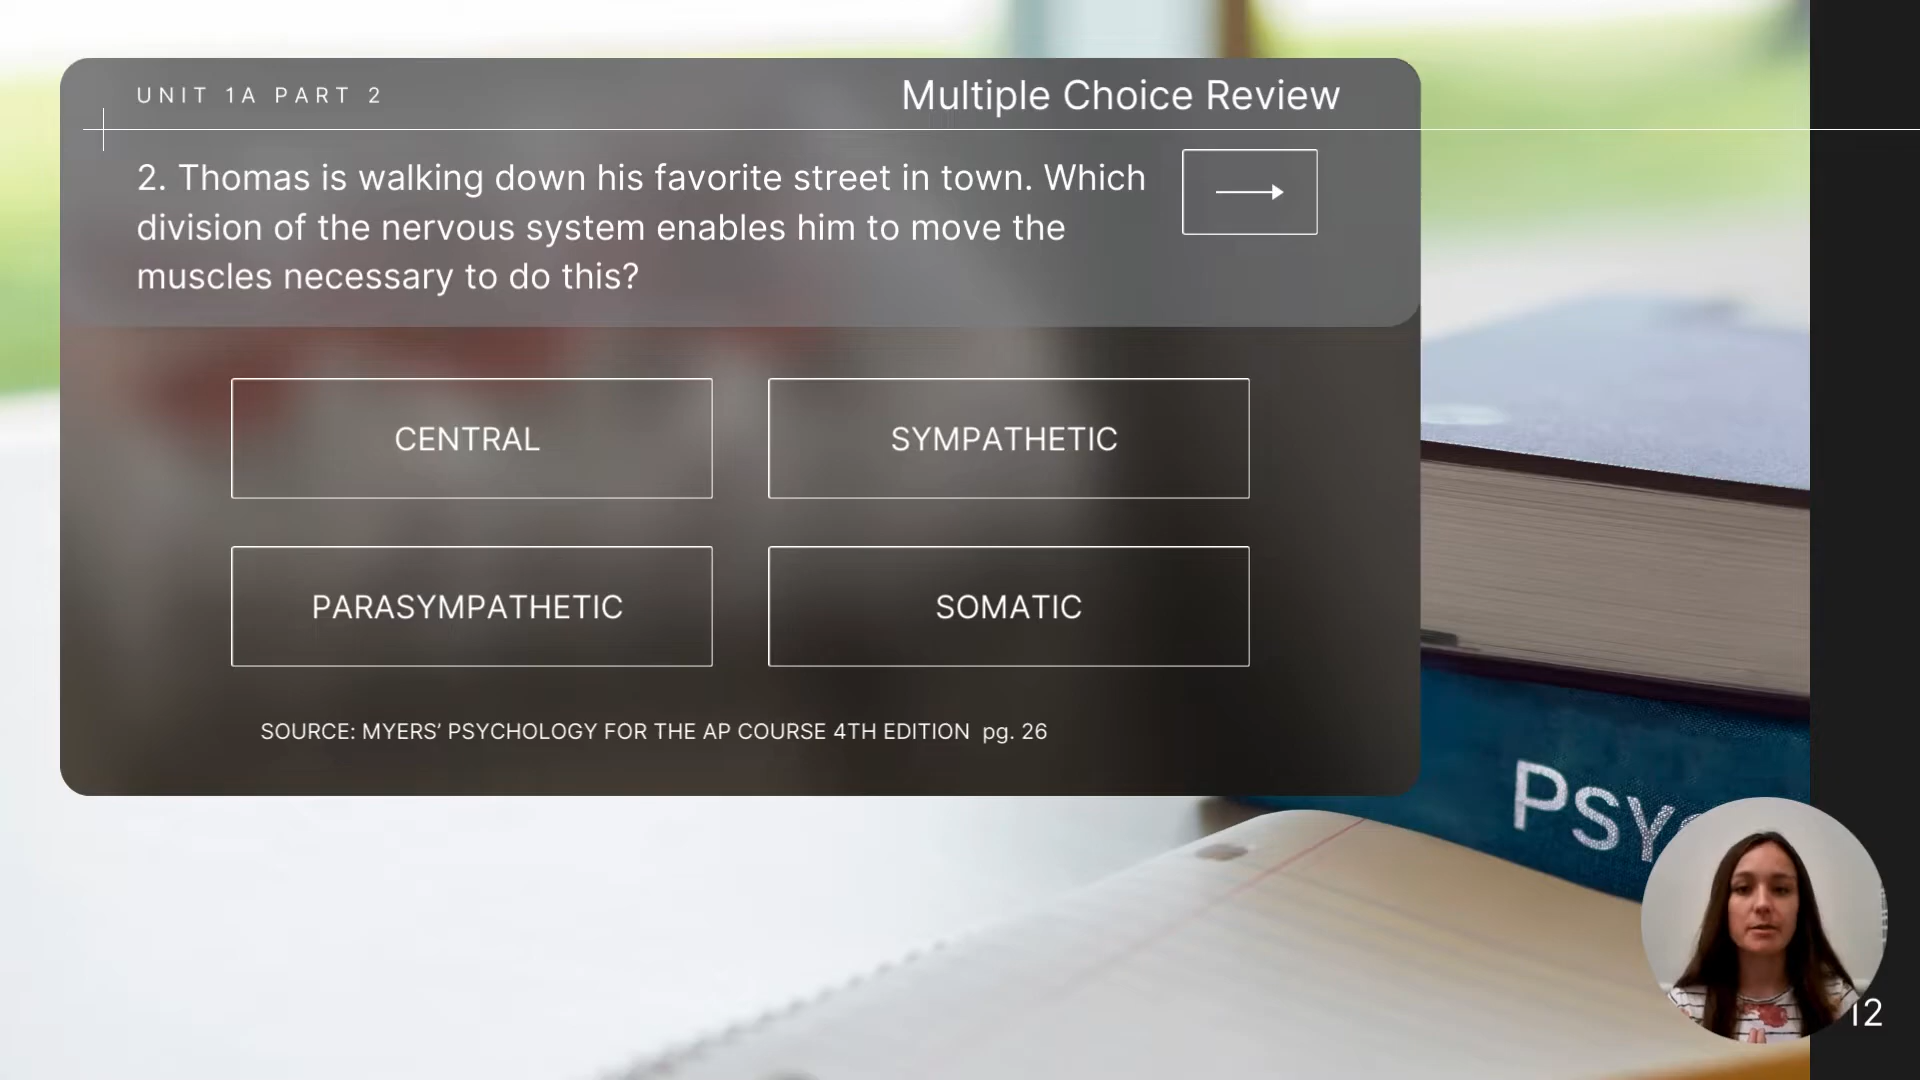 UNIT 1A PART 2
Multiple Choice Review
2. Thomas is walking down his favorite street in town. Which
division of the nervous system enables him to move the
muscles necessary to do this?
CENTRAL
SYMPATHETIC
PARASYMPATHETIC
SOMATIC
SOURCE: MYERS’ PSYCHOLOGY FOR THE AP COURSE 4TH EDITION pg. 26
PSY
12